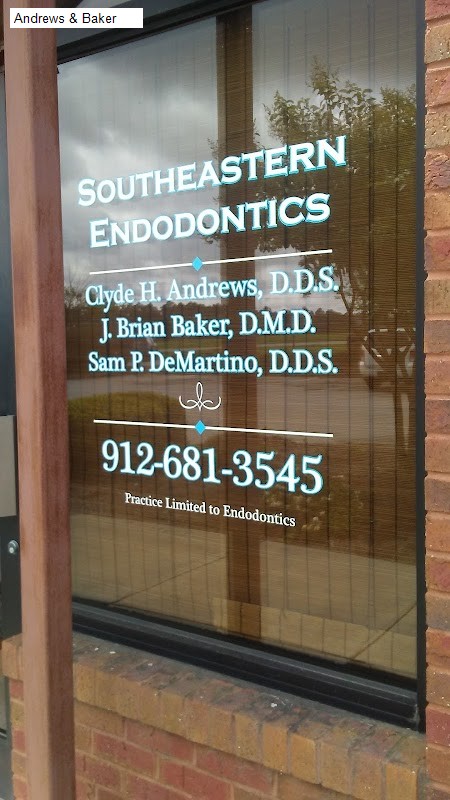 Andrews & Baker
SOUTHEASTERN
ENDODONTICS
Clyde H. Andrews, D.D.S.
J. Brian Baker, D.M.D.
Sam P. DeMartino, D.D.S.
912-681-3545
Practice Limited to Endodontics